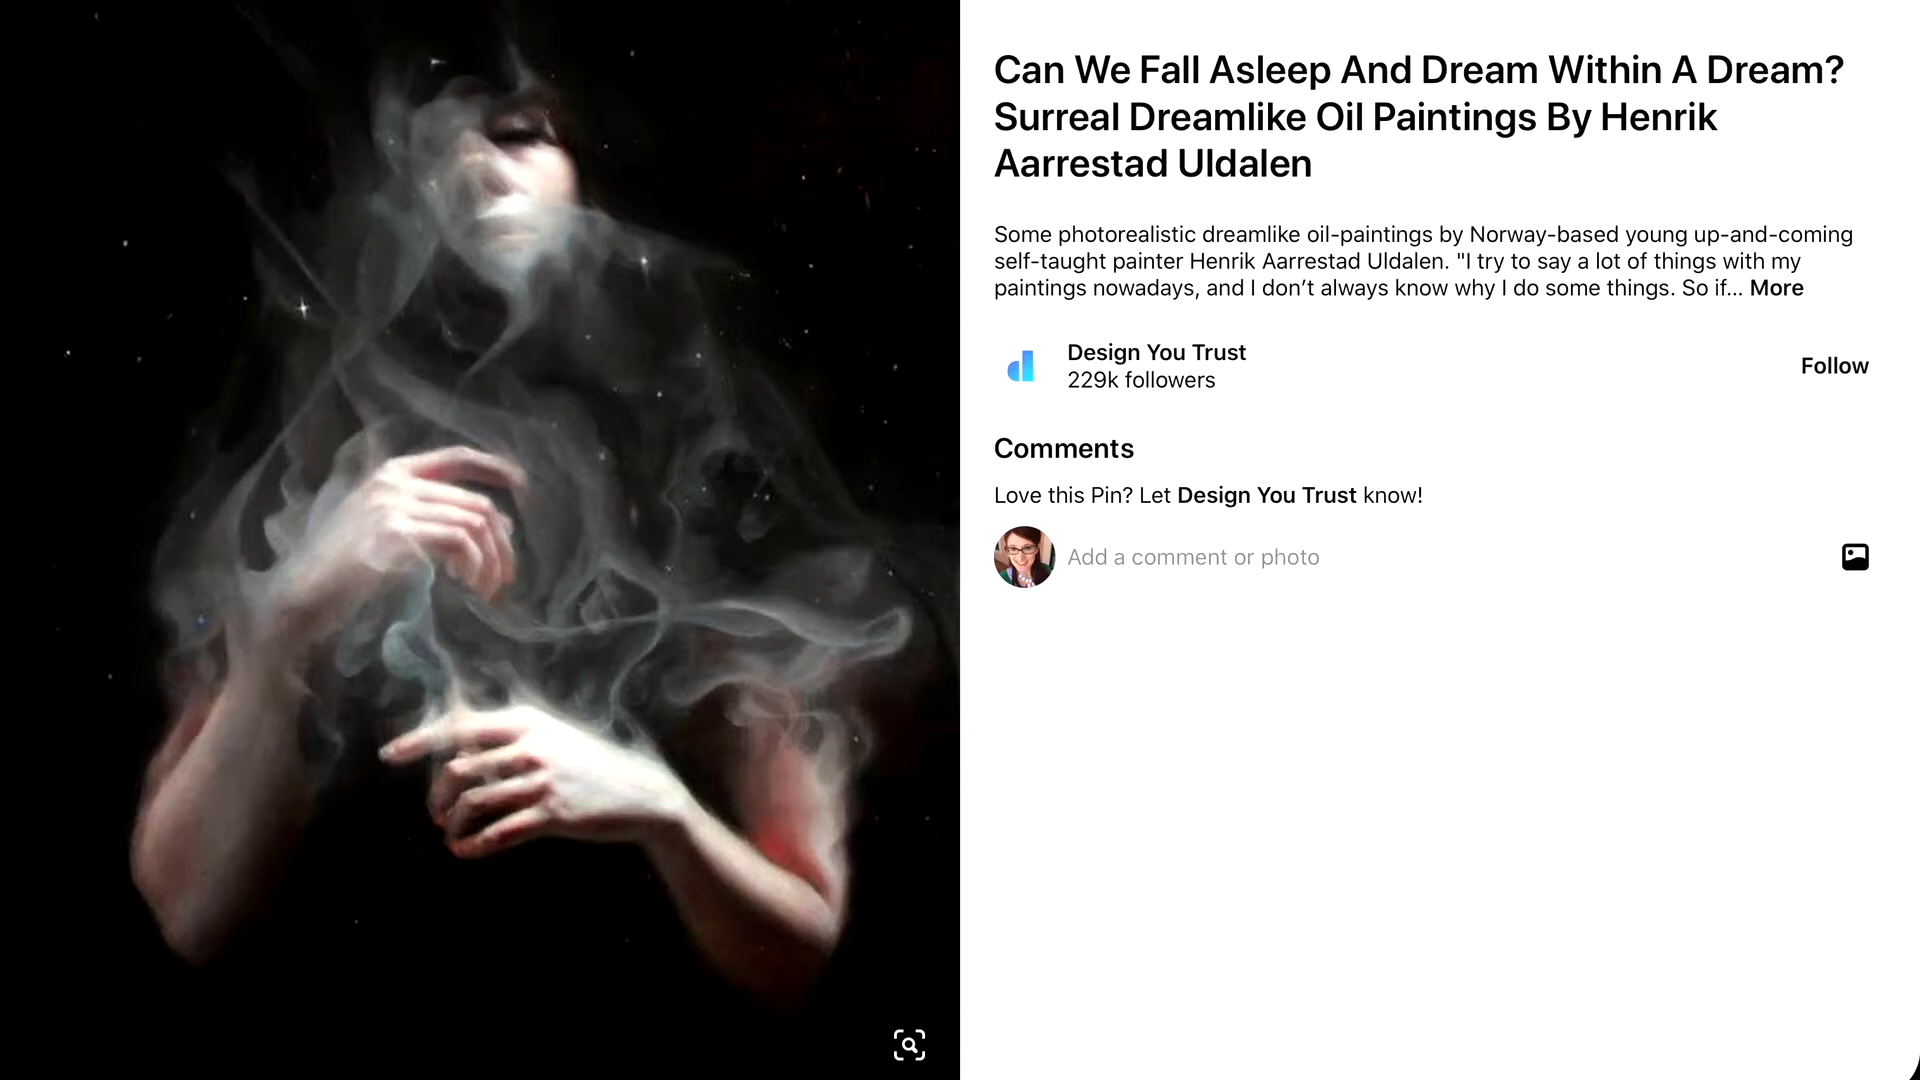 Can We Fall Asleep And Dream Within A Dream?
Surreal Dreamlike Oil Paintings By Henrik
Aarrestad Uldalen
Some photorealistic dreamlike oil-paintings by Norway-based young up-and-coming
self-taught painter Henrik Aarrestad Uldalen. "I try to say a lot of things with my
paintings nowadays, and I don’t always know why I do some things. So if... More
Design You Trust
229k followers
Follow
Comments
Love this Pin? Let Design You Trust know!
Add a comment or photo